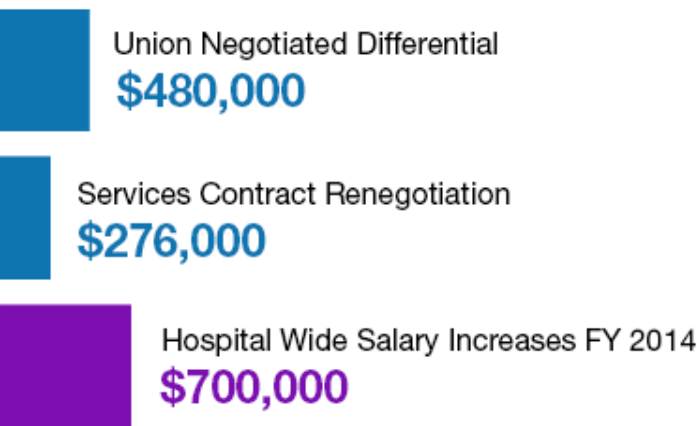 Union Negotiated Differential
$480,000
Services Contract Renegotiation
$276,000
Hospital Wide Salary Increases FY 2014
$700,000